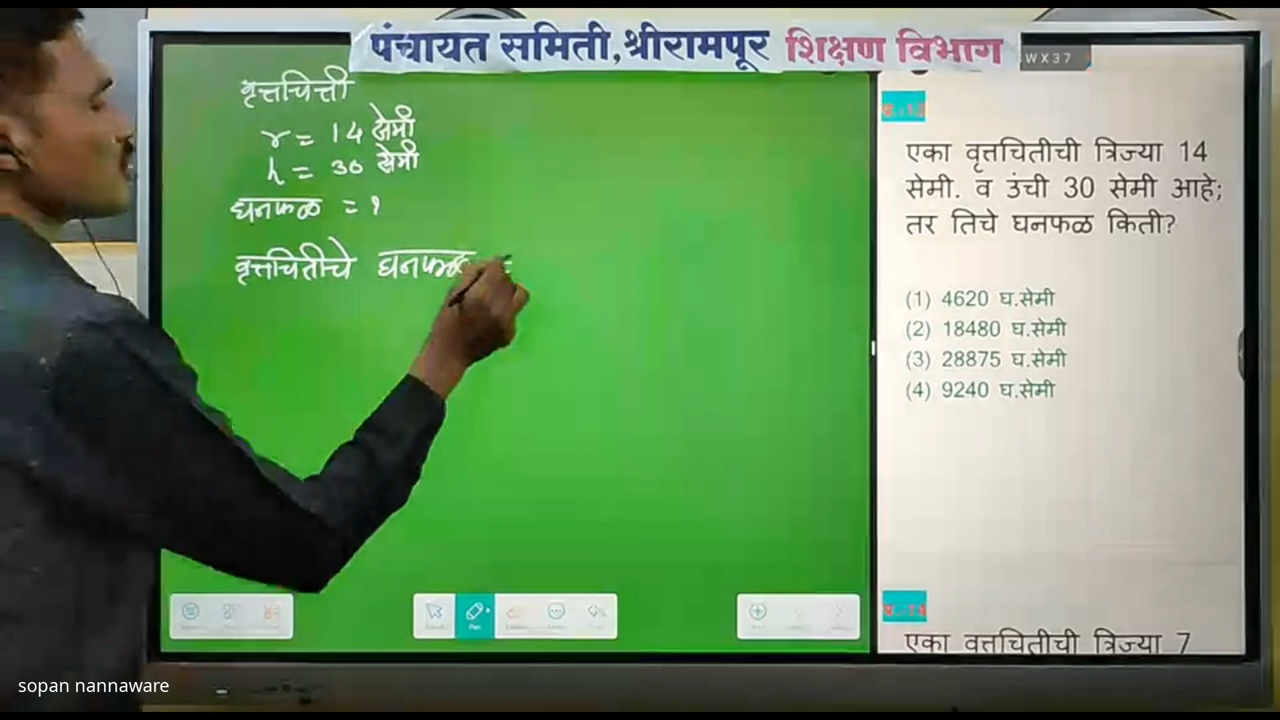 पंचायत समिती,श्रीरामपूर शिक्षण विभाग
WX37
वृत्तचित्ती
r = 14 सेमी
h = 30 सेमी
घनफळ = ?
वृत्तचितीचे घनफळ =
एका वृत्तचितीची त्रिज्या 14
सेमी. व उंची 30 सेमी आहे;
तर तिचे घनफळ किती?
(1) 4620 घ.सेमी
(2) 18480 घ.सेमी
(3) 28875 घ.सेमी
(4) 9240 घ.सेमी
एका वृत्तचितीची त्रिज्या 7
Pen
sopan nannaware